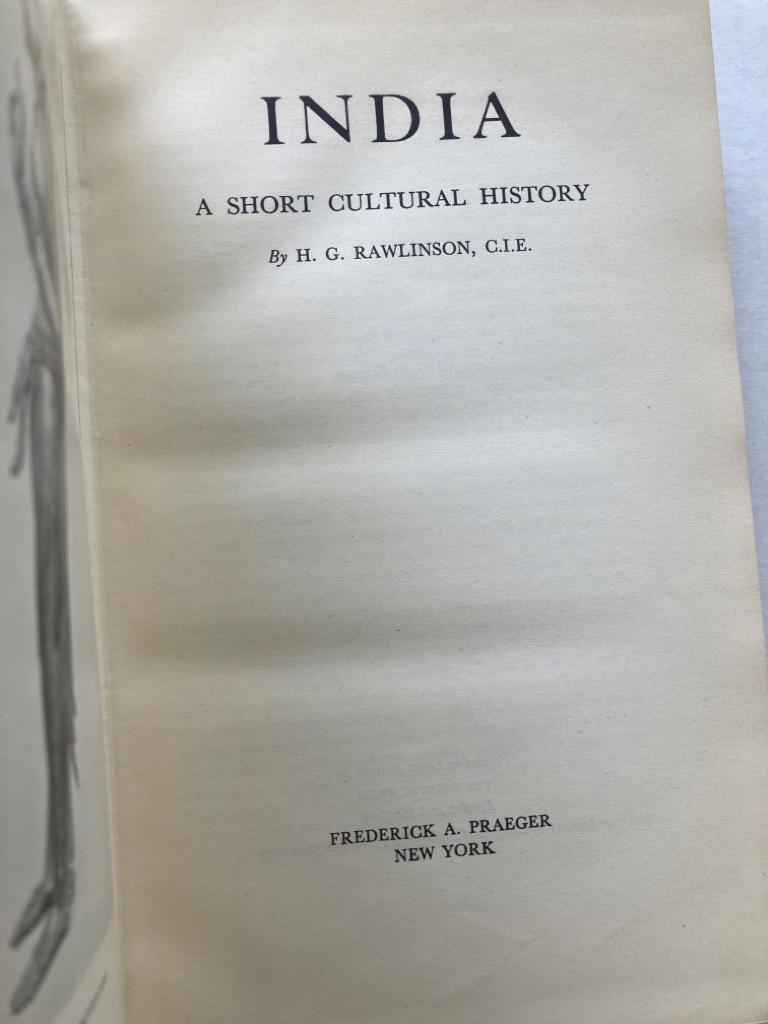 INDIA
A SHORT CULTURAL HISTORY
By H. G. RAWLINSON, C.I.E.
FREDERICK A. PRAEGER
NEW YORK